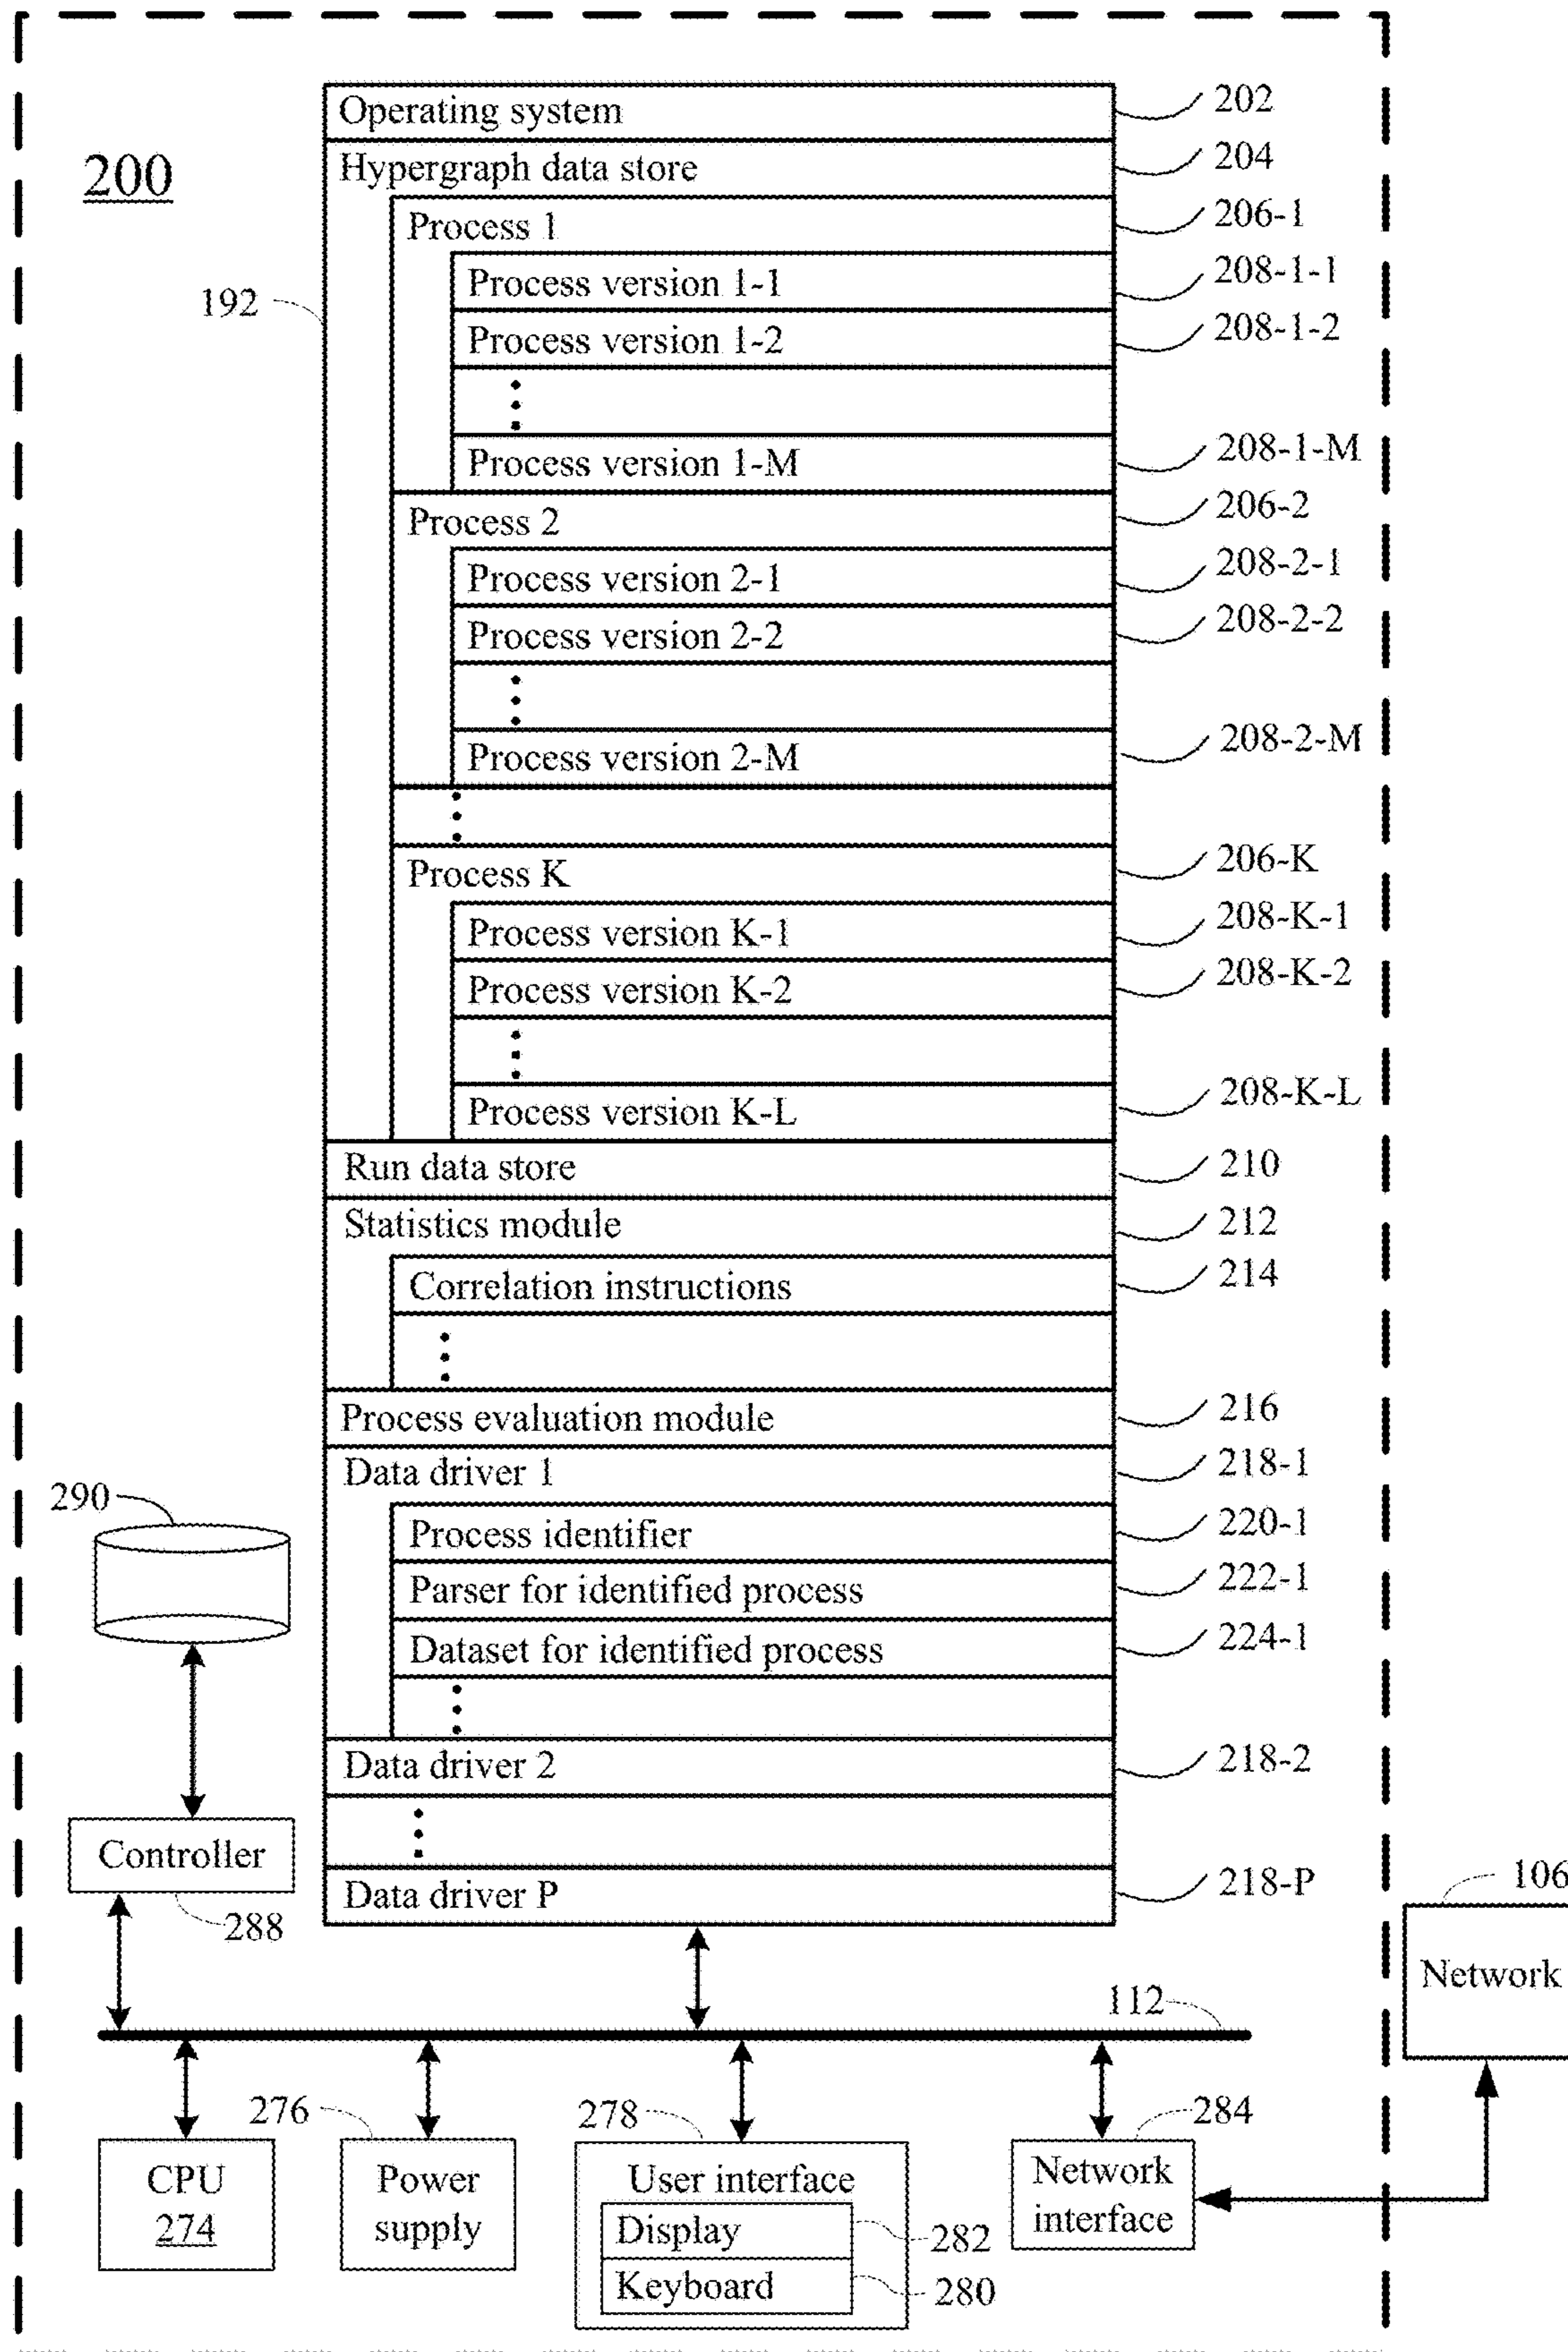 Operating system 202
200
Hypergraph data store 204
Process 1 206-1
192
Process version 1-1 208-1-1
Process version 1-2 208-1-2
Process version 1-M 208-1-M
Process 2 206-2
Process version 2-1 208-2-1
Process version 2-2 208-2-2
Process version 2-M 208-2-M
Process K 206-K
Process version K-1 208-K-1
Process version K-2 208-K-2
Process version K-L 208-K-L
Run data store 210
Statistics module 212
Correlation instructions 214
Process evaluation module 216
Data driver 1 218-1
290
Process identifier 220-1
Parser for identified process 222-1
Dataset for identified process 224-1
Data driver 2 218-2
Controller
288
Data driver P 218-P
106
Network
112
276
278
284
CPU
274
Power
supply
User interface
Display 282
Keyboard 280
Network
interface